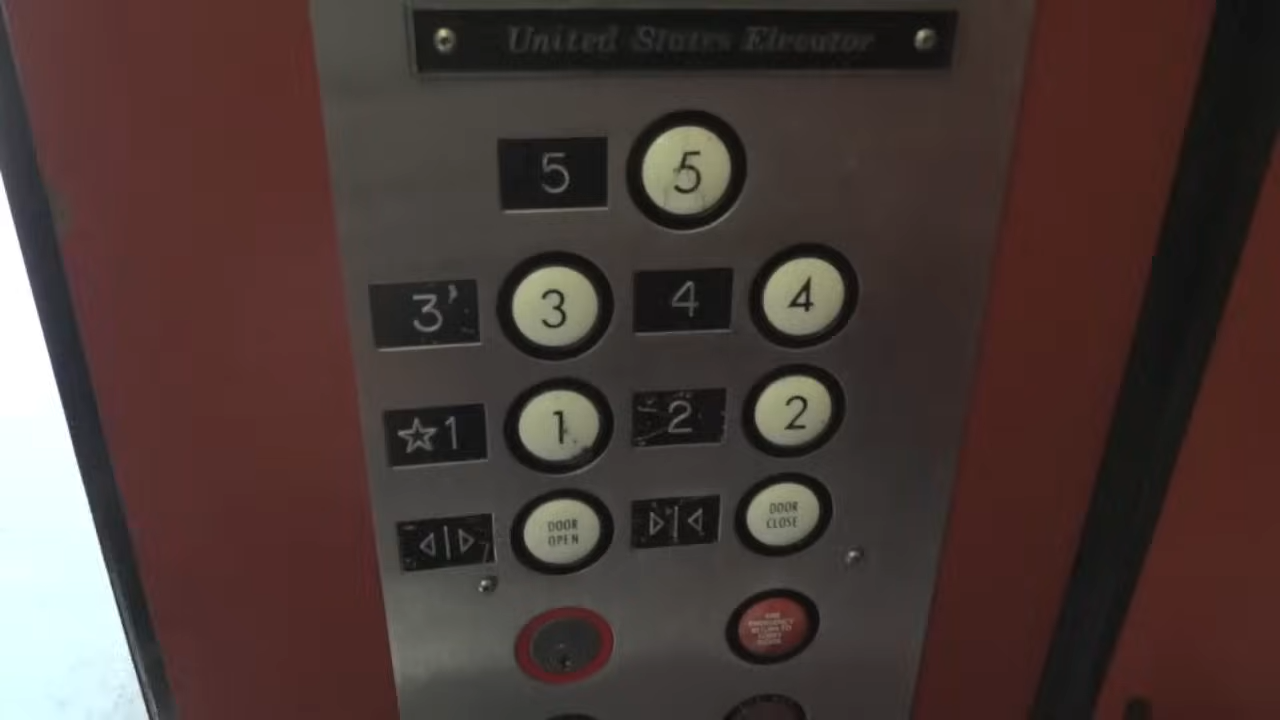 United States Elevator
5 5
3 3 4 4
☆1 1 2 2
DOOR
OPEN
DOOR
CLOSE